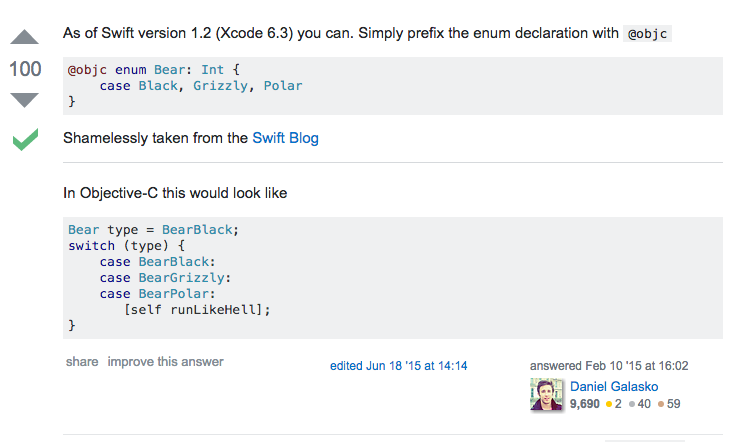 As of Swift version 1.2 (Xcode 6.3) you can. Simply prefix the enum declaration with @objc
100
@objc enum Bear: Int {
    case Black, Grizzly, Polar
}
Shamelessly taken from the Swift Blog
In Objective-C this would look like
Bear type = BearBlack;
switch (type) {
    case BearBlack:
    case BearGrizzly:
    case BearPolar:
       [self runLikeHell];
}
share improve this answer
edited Jun 18 '15 at 14:14
answered Feb 10 '15 at 16:02
Daniel Galasko
9,690 2 40 59